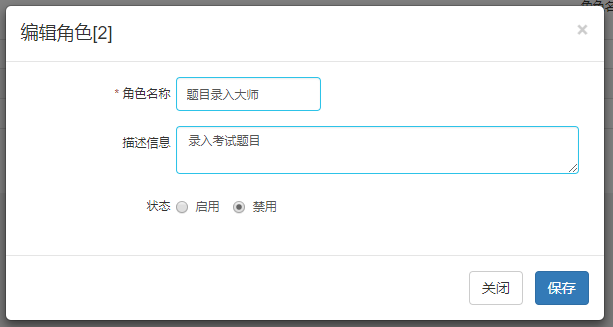 编辑角色[2]
×
* 角色名称 题目录入大师
描述信息 录入考试题目
状态 启用 禁用
关闭 保存